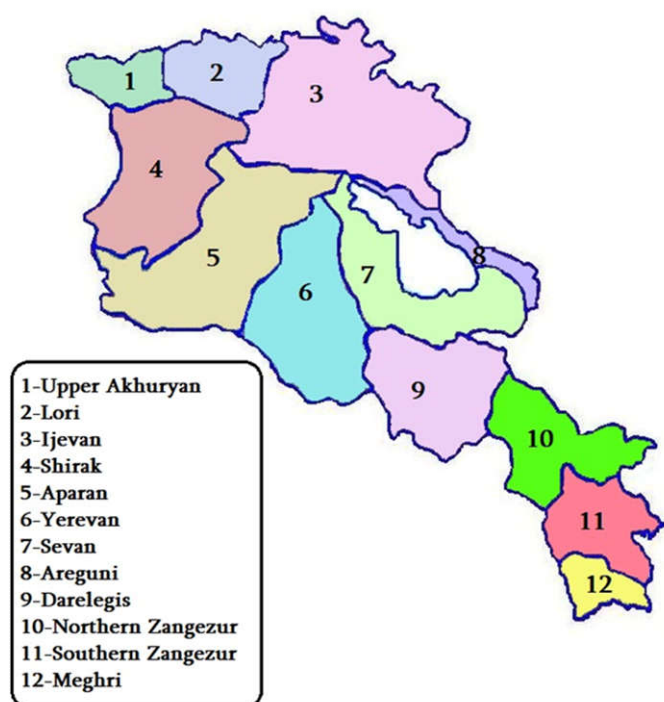 1
2
3
4
5
6
7
8
9
10
11
12
1-Upper Akhuryan
2-Lori
3-Ijevan
4-Shirak
5-Aparan
6-Yerevan
7-Sevan
8-Areguni
9-Darelegis
10-Northern Zangezur
11-Southern Zangezur
12-Meghri